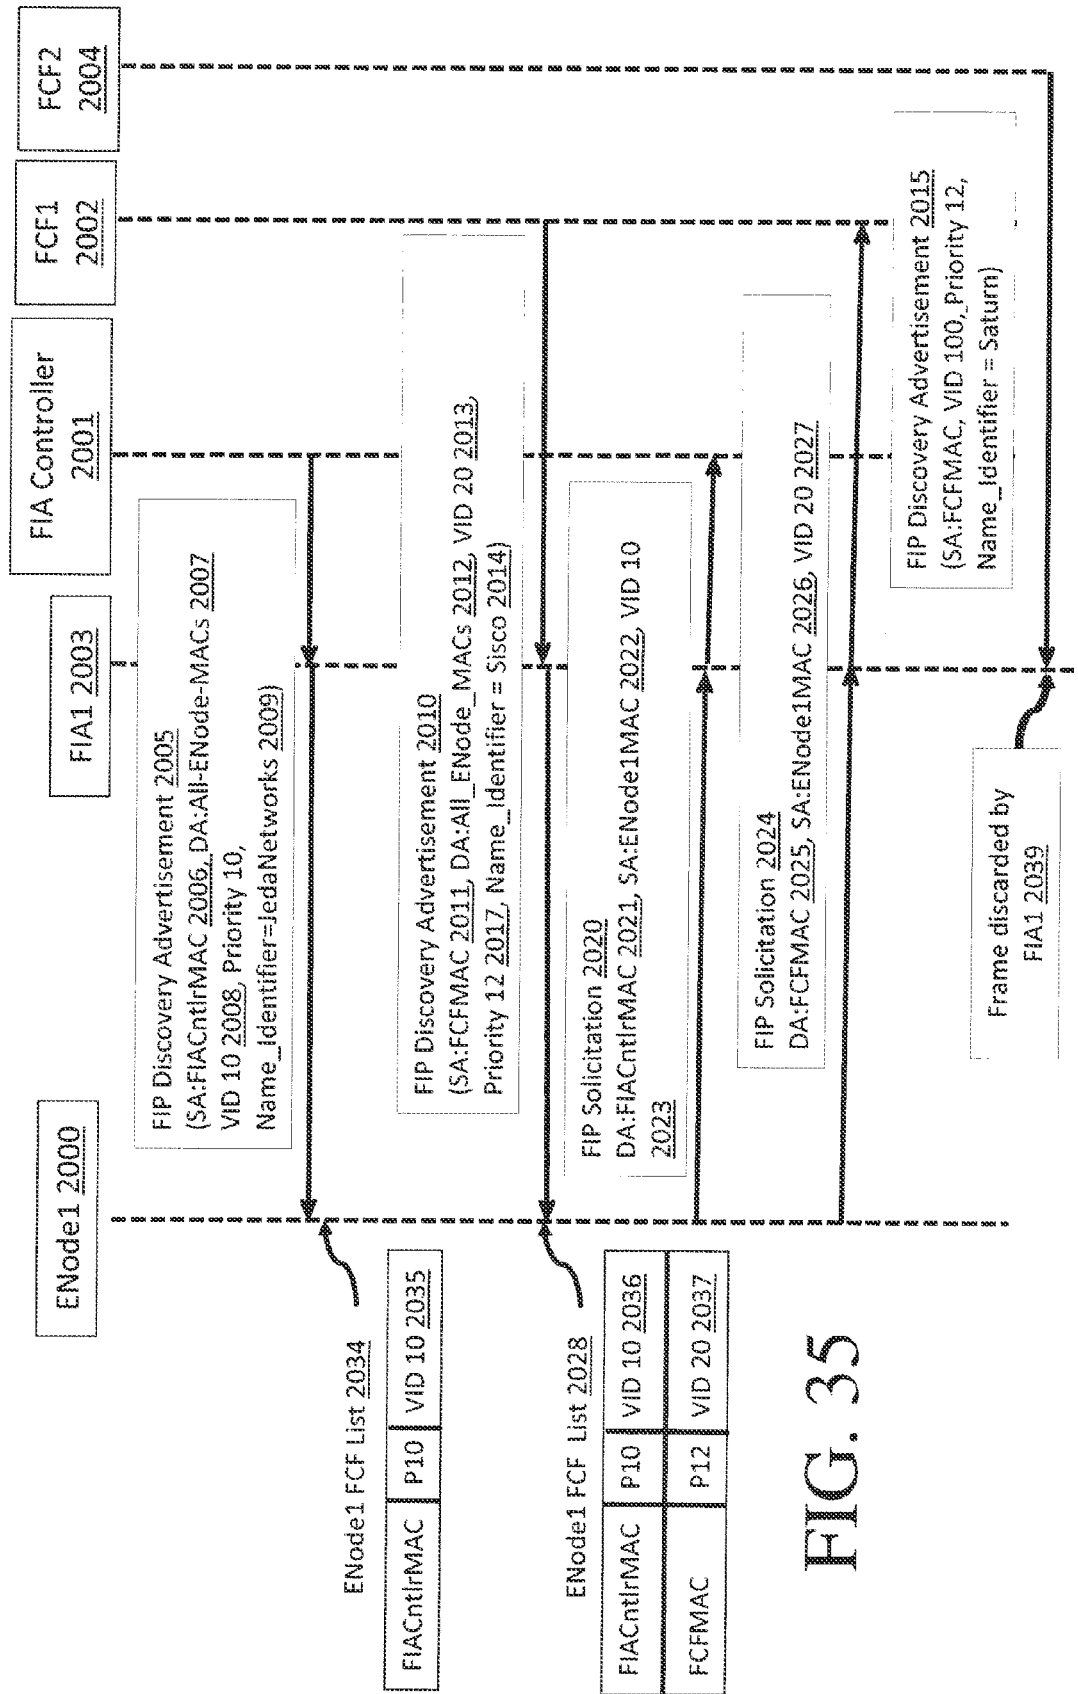 ENode1 2000
FIA1 2003
FIA Controller
2001
FCF1
2002
FCF2
2004
FIP Discovery Advertisement 2005
(SA:FIACntlrMAC 2006, DA:All-ENode-MACs 2007
VID 10 2008, Priority 10,
Name_Identifier=JedaNetworks 2009)
ENode1 FCF List 2034
FIACntlrMAC P10 VID 10 2035
FIP Discovery Advertisement 2010
(SA:FCFMAC 2011, DA:All_ENode_MACs 2012, VID 20 2013,
Priority 12 2017, Name_Identifier = Sisco 2014)
ENode1 FCF List 2028
FIACntlrMAC P10 VID 10 2036
FCFMAC P12 VID 20 2037
FIP Solicitation 2020
DA:FIACntlrMAC 2021, SA:ENode1MAC 2022, VID 10
2023
FIP Solicitation 2024
DA:FCFMAC 2025, SA:ENode1MAC 2026, VID 20 2027
FIP Discovery Advertisement 2015
(SA:FCFMAC, VID 100, Priority 12,
Name_Identifier = Saturn)
Frame discarded by
FIA1 2039
FIG. 35